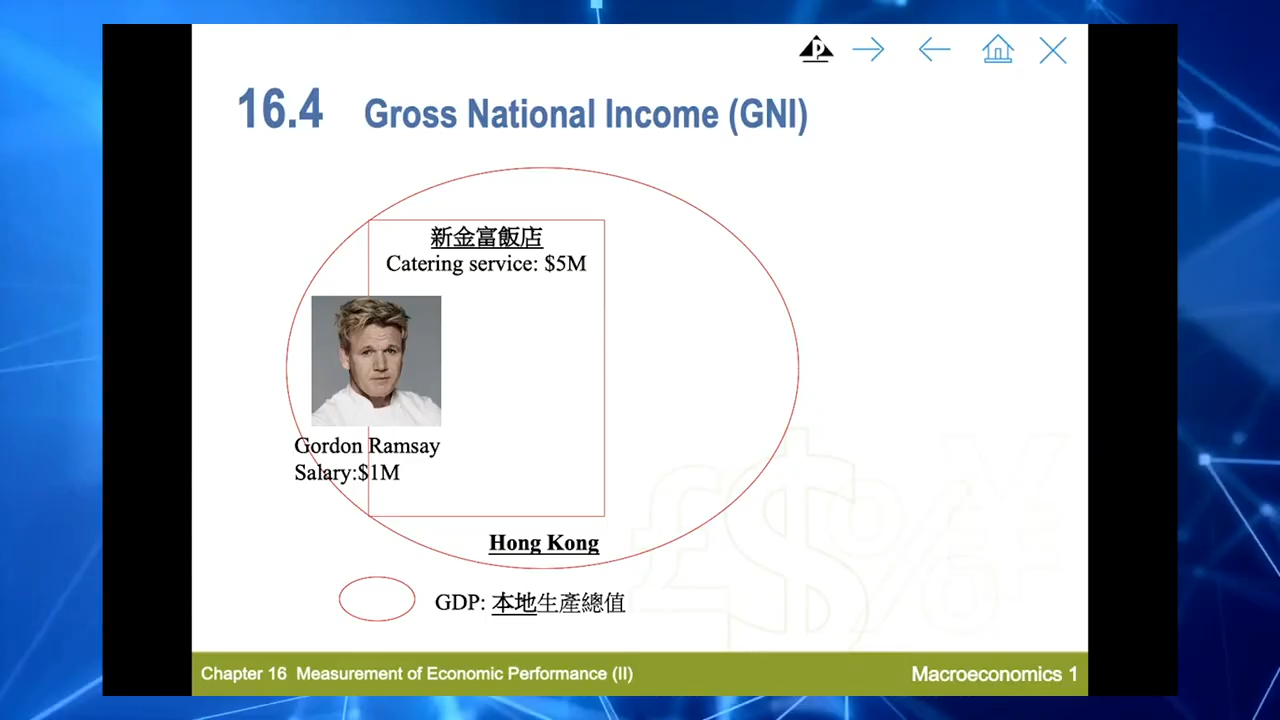 16.4 Gross National Income (GNI)
新金富飯店
Catering service: $5M
Gordon Ramsay
Salary:$1M
Hong Kong
GDP: 本地生產總值
Chapter 16 Measurement of Economic Performance (II)
Macroeconomics 1